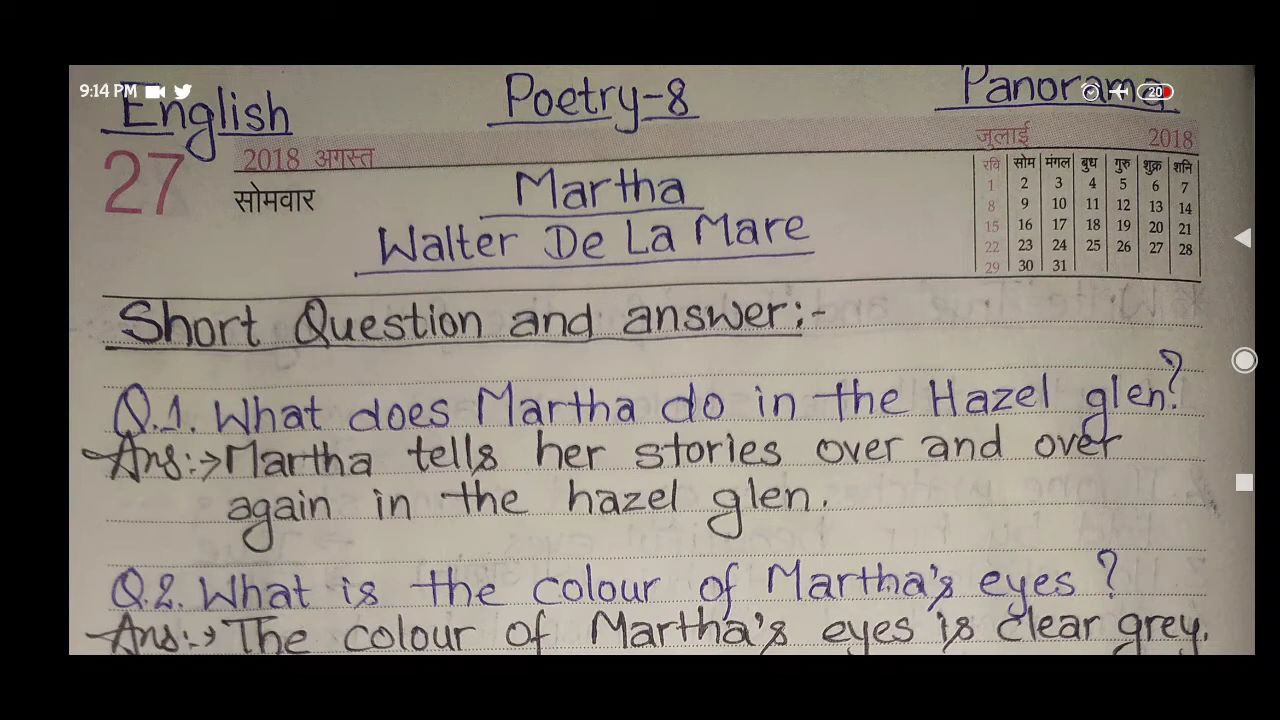 9:14 PM
20
English Poetry-8 Panorama
27 2018 अगस्त
सोमवार
जुलाई 2018
रवि सोम मंगल बुध गुरु शुक्र शनि
1 2 3 4 5 6 7
8 9 10 11 12 13 14
15 16 17 18 19 20 21
22 23 24 25 26 27 28
29 30 31
Martha
Walter De La Mare
Short Question and answer:-
Q.1. What does Martha do in the Hazel glen?
Ans:-> Martha tells her stories over and over
again in the hazel glen.
Q.2. What is the colour of Martha's eyes ?
Ans:-> The colour of Martha's eyes is clear grey.